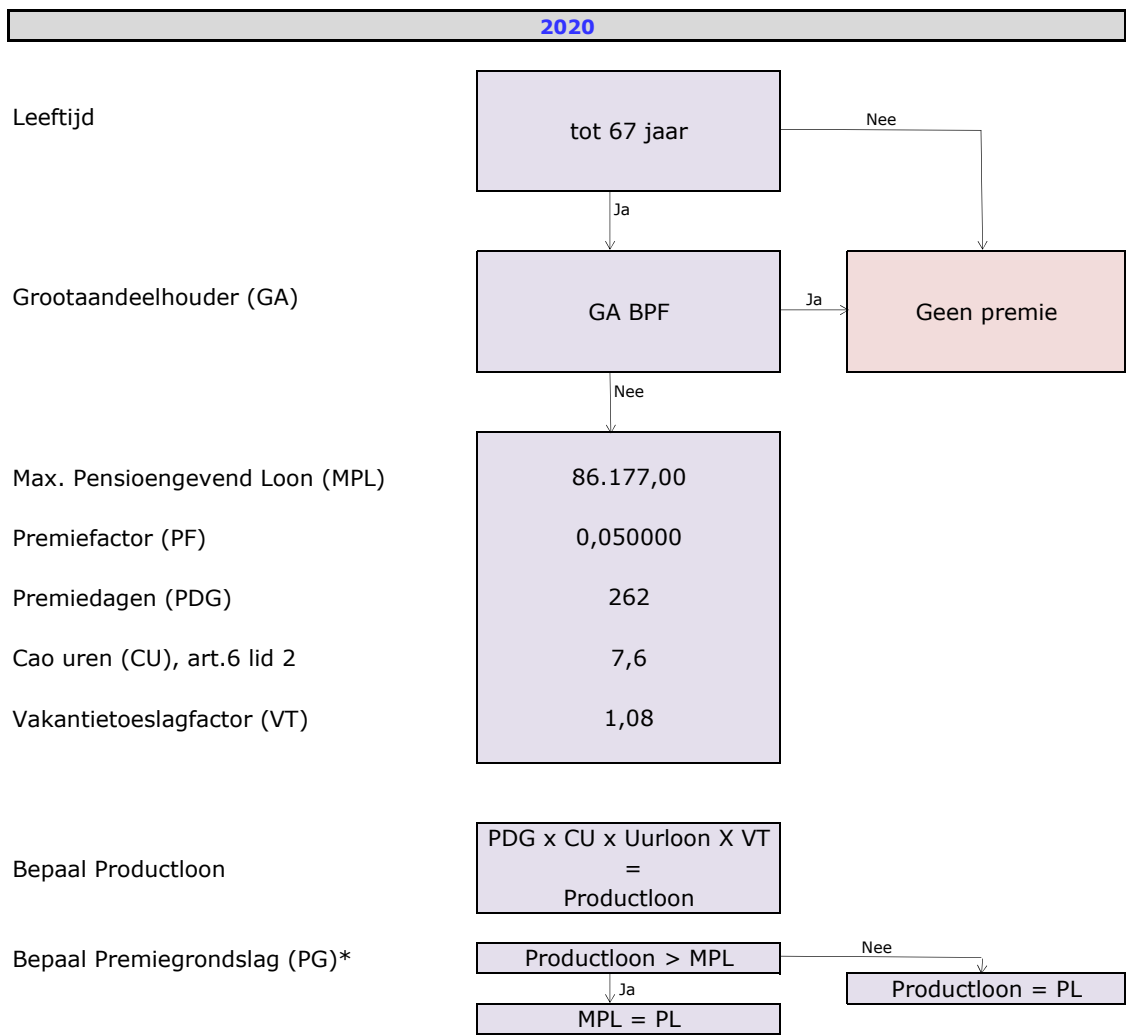 2020
Leeftijd
tot 67 jaar
Nee
Ja
Grootaandeelhouder (GA)
GA BPF
Ja
Geen premie
Nee
Max. Pensioengevend Loon (MPL)
86.177,00
Premiefactor (PF)
0,050000
Premiedagen (PDG)
262
Cao uren (CU), art.6 lid 2
7,6
Vakantietoeslagfactor (VT)
1,08
PDG x CU x Uurloon X VT
=
Productloon
Bepaal Productloon
Bepaal Premiegrondslag (PG)*
Productloon > MPL
Nee
Productloon = PL
Ja
MPL = PL